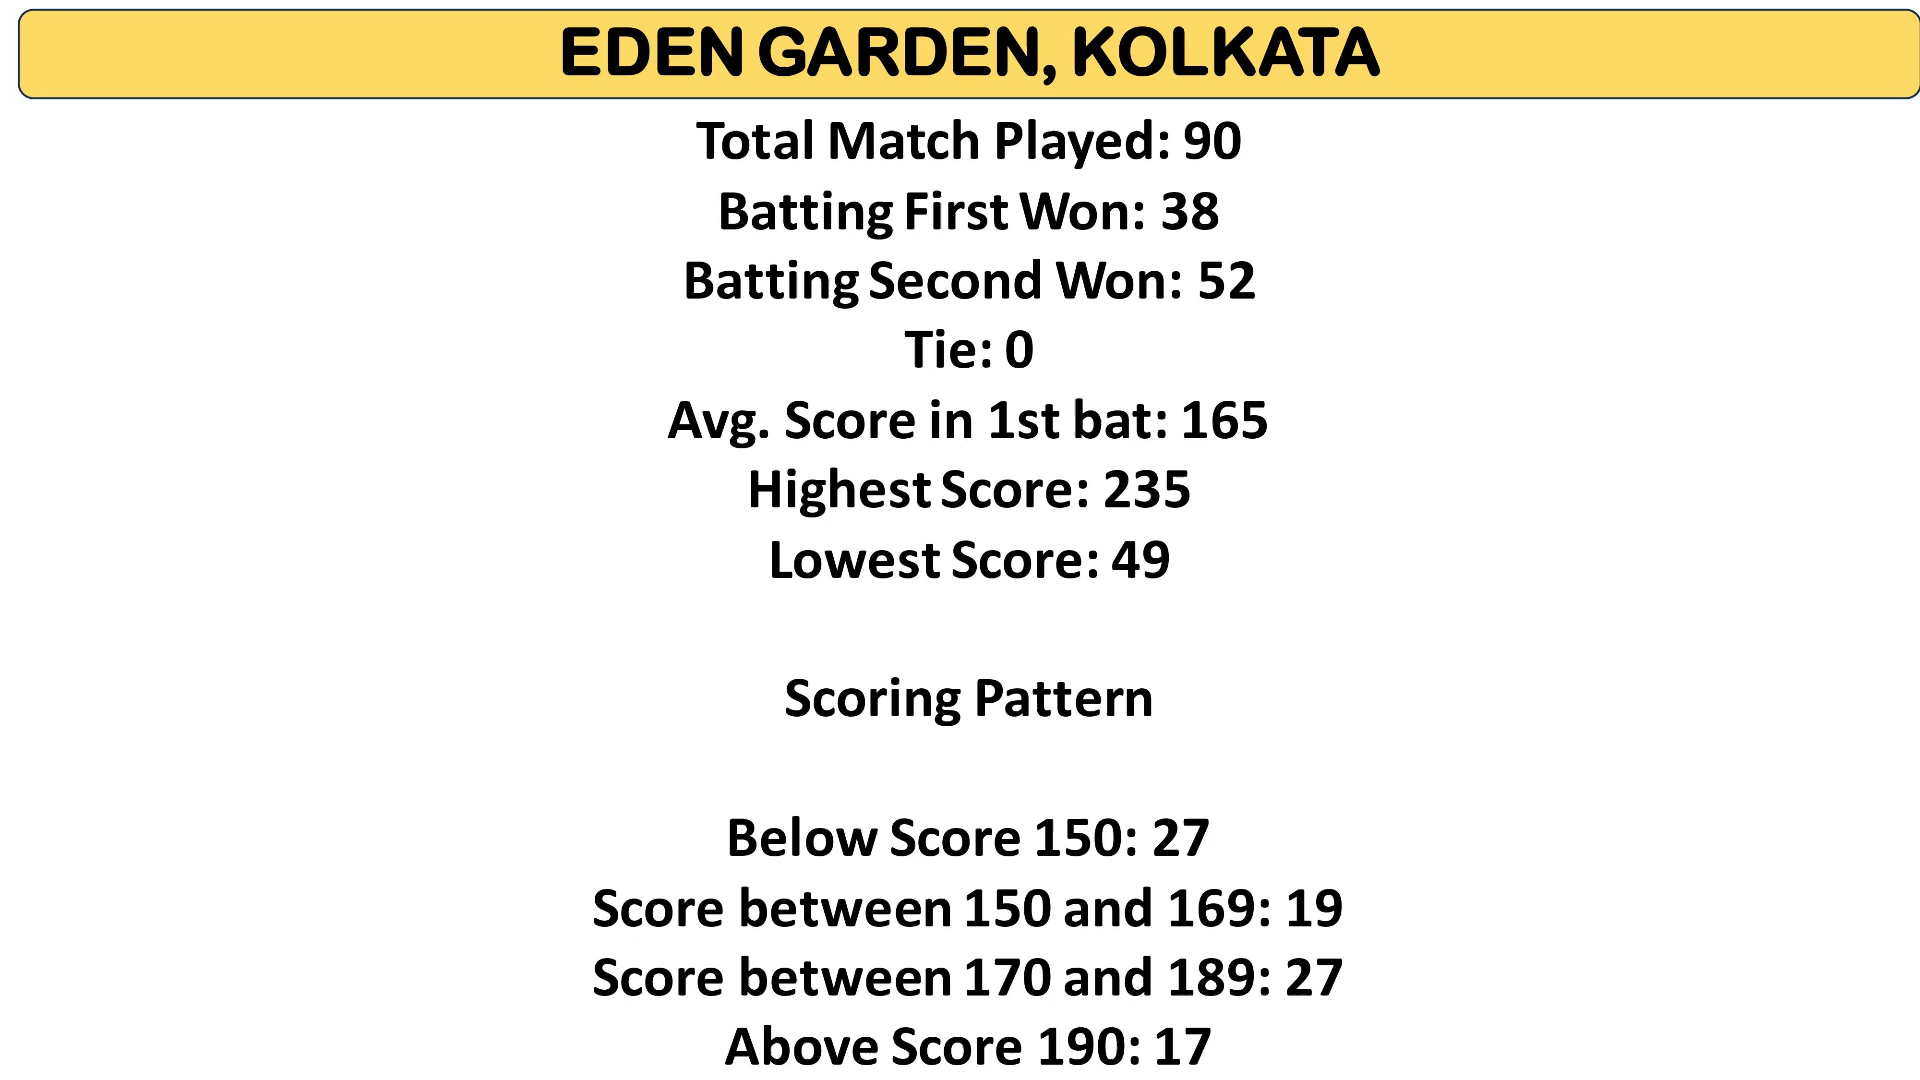 EDEN GARDEN, KOLKATA
Total Match Played: 90
Batting First Won: 38
Batting Second Won: 52
Tie: 0
Avg. Score in 1st bat: 165
Highest Score: 235
Lowest Score: 49
Scoring Pattern
Below Score 150: 27
Score between 150 and 169: 19
Score between 170 and 189: 27
Above Score 190: 17